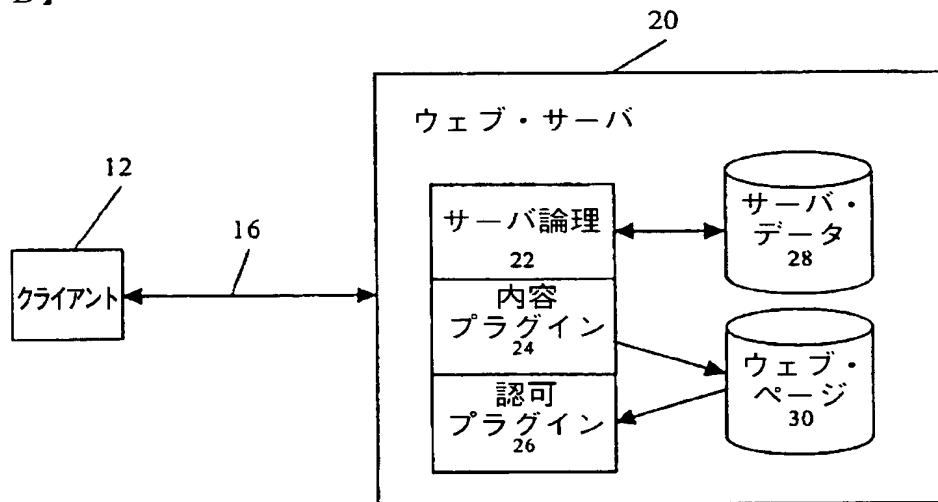 B】
20
ウェブ・サーバ
12
16
クライアント
サーバ論理
22
内容
プラグイン
24
認可
プラグイン
26
サーバ・
データ
28
ウェブ・
ページ
30